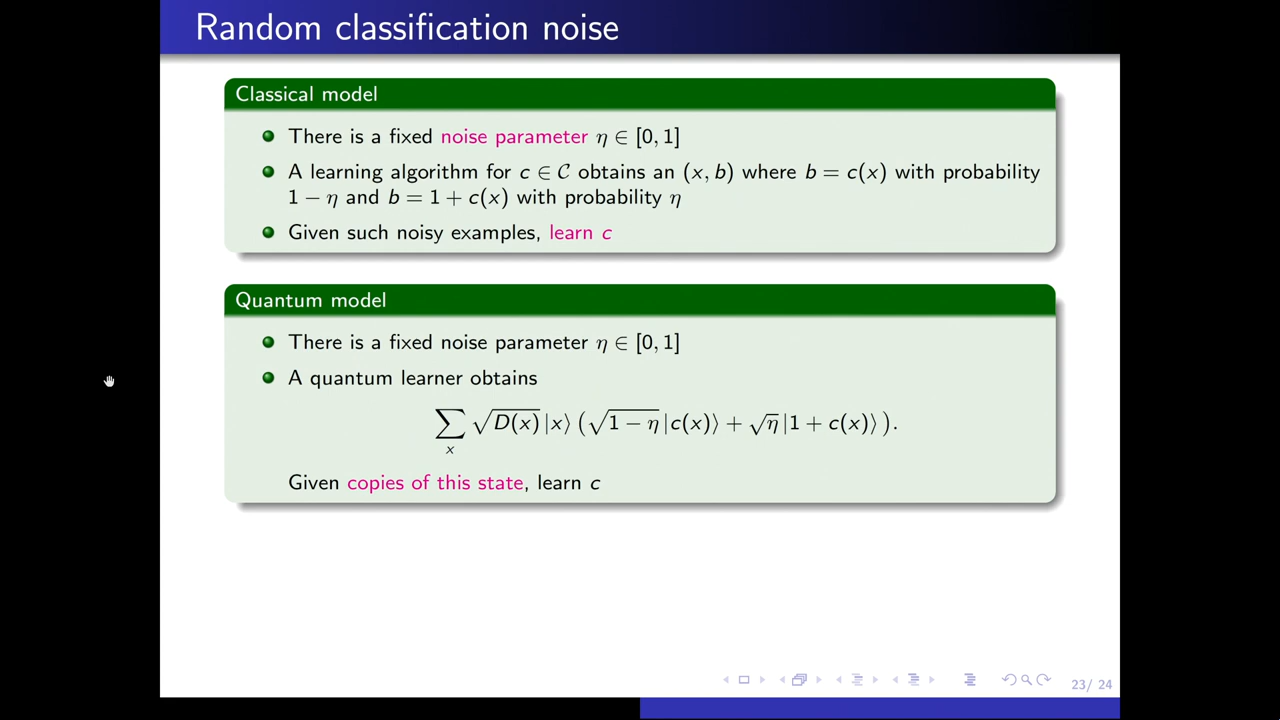 Random classification noise
Classical model
There is a fixed noise parameter η ∈ [0, 1]
A learning algorithm for c ∈ 𝒞 obtains an (x, b) where b = c(x) with probability
1 − η and b = 1 + c(x) with probability η
Given such noisy examples, learn c
Quantum model
There is a fixed noise parameter η ∈ [0, 1]
A quantum learner obtains
∑_x √D(x) |x⟩ (√(1 − η) |c(x)⟩ + √η |1 + c(x)⟩).
Given copies of this state, learn c
23/ 24